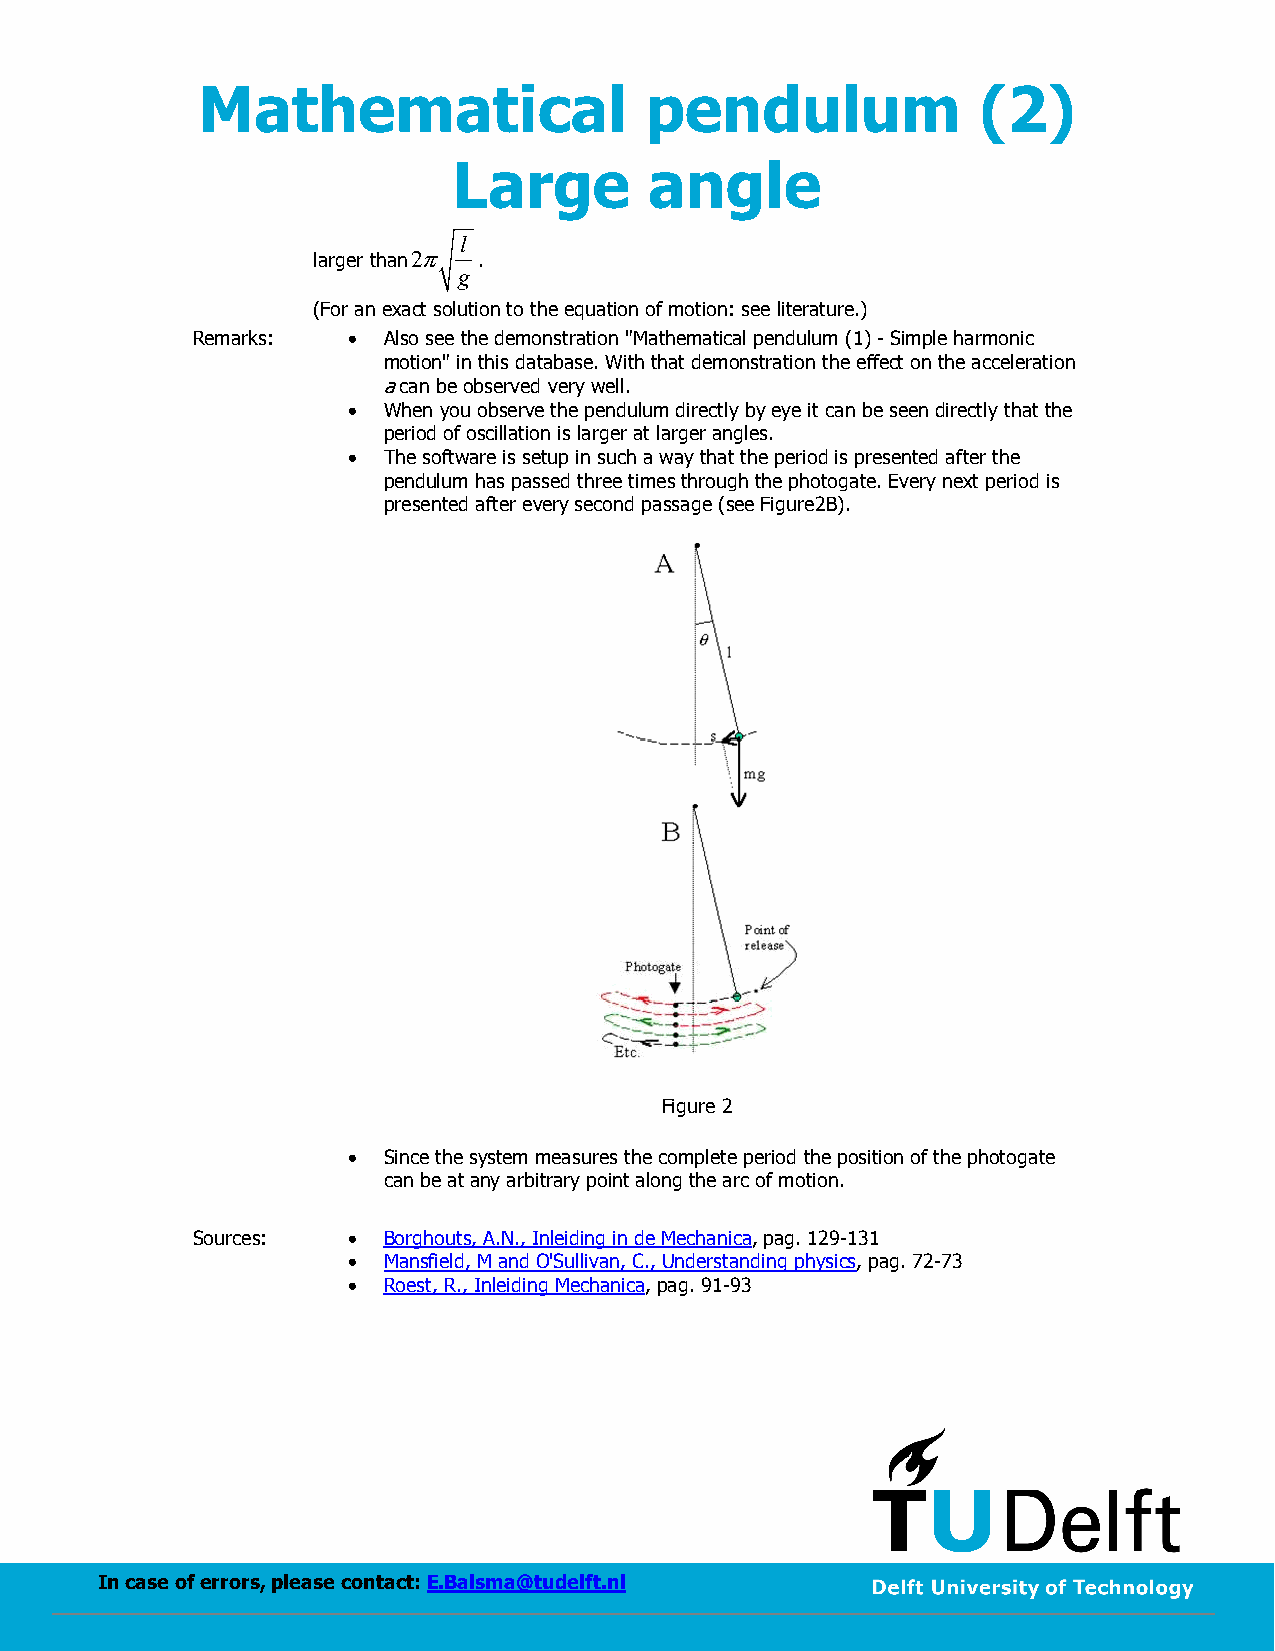 Mathematical pendulum (2)
Large angle
larger than 2π√(l/g) .
(For an exact solution to the equation of motion: see literature.)
Remarks: • Also see the demonstration "Mathematical pendulum (1) - Simple harmonic
motion" in this database. With that demonstration the effect on the acceleration
a can be observed very well.
• When you observe the pendulum directly by eye it can be seen directly that the
period of oscillation is larger at larger angles.
• The software is setup in such a way that the period is presented after the
pendulum has passed three times through the photogate. Every next period is
presented after every second passage (see Figure2B).
A
θ
l
s
mg
B
Point of
release
Photogate
Etc.
Figure 2
• Since the system measures the complete period the position of the photogate
can be at any arbitrary point along the arc of motion.
Sources: • Borghouts, A.N., Inleiding in de Mechanica, pag. 129-131
• Mansfield, M and O'Sullivan, C., Understanding physics, pag. 72-73
• Roest, R., Inleiding Mechanica, pag. 91-93
TUDelft
In case of errors, please contact: E.Balsma@tudelft.nl
Delft University of Technology